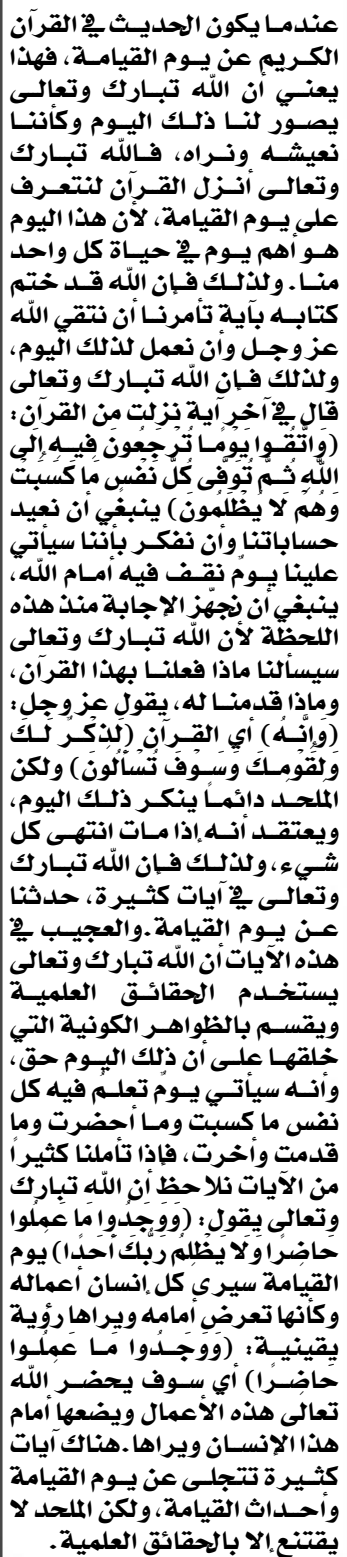 عندما يكون الحديث في القرآن
الكريم عن يوم القيامة، فهذا
يعني أن الله تبارك وتعالى
يصور لنا ذلك اليوم وكأننا
نعيشه ونراه، فالله تبارك
وتعالى أنزل القرآن لنتعرف
على يوم القيامة، لأن هذا اليوم
هو أهم يوم في حياة كل واحد
منا. ولذلك فإن الله قد ختم
كتابه بآية تأمرنا أن نتقي الله
عز وجل وأن نعمل لذلك اليوم،
ولذلك فإن الله تبارك وتعالى
قال في آخر آية نزلت من القرآن:
(وَاتَّقُوا يَوْمًا تُرْجَعُونَ فِيهِ إِلَى
اللَّهِ ثُمَّ تُوَفَّى كُلُّ نَفْسٍ مَا كَسَبَتْ
وَهُمْ لَا يُظْلَمُونَ) ينبغي أن نعيد
حساباتنا وأن نفكر بأننا سيأتي
علينا يومٌ نقف فيه أمام الله،
ينبغي أن نجهّز الإجابة منذ هذه
اللحظة لأن الله تبارك وتعالى
سيسألنا ماذا فعلنا بهذا القرآن،
وماذا قدمنا له، يقول عز وجل:
(وَإِنَّهُ) أي القرآن (لَذِكْرٌ لَكَ
وَلِقَوْمِكَ وَسَوْفَ تُسْأَلُونَ) ولكن
الملحد دائماً ينكر ذلك اليوم،
ويعتقد أنه إذا مات انتهى كل
شيء، ولذلك فإن الله تبارك
وتعالى في آيات كثيرة، حدثنا
عن يوم القيامة.والعجيب في
هذه الآيات أن الله تبارك وتعالى
يستخدم الحقائق العلمية
ويقسم بالظواهر الكونية التي
خلقها على أن ذلك اليوم حق،
وأنه سيأتي يومٌ تعلم فيه كل
نفس ما كسبت وما أحضرت وما
قدمت وأخرت، فإذا تأملنا كثيراً
من الآيات نلاحظ أن الله تبارك
وتعالى يقول: (وَوَجَدُوا مَا عَمِلُوا
حَاضِرًا وَلَا يَظْلِمُ رَبُّكَ أَحَدًا) يوم
القيامة سيرى كل إنسان أعماله
وكأنها تعرض أمامه ويراها رؤية
يقينية: (وَوَجَدُوا مَا عَمِلُوا
حَاضِرًا) أي سوف يحضر الله
تعالى هذه الأعمال ويضعها أمام
هذا الإنسان ويراها.هناك آيات
كثيرة تتجلى عن يوم القيامة
وأحداث القيامة، ولكن الملحد لا
يقتنع إلا بالحقائق العلمية.